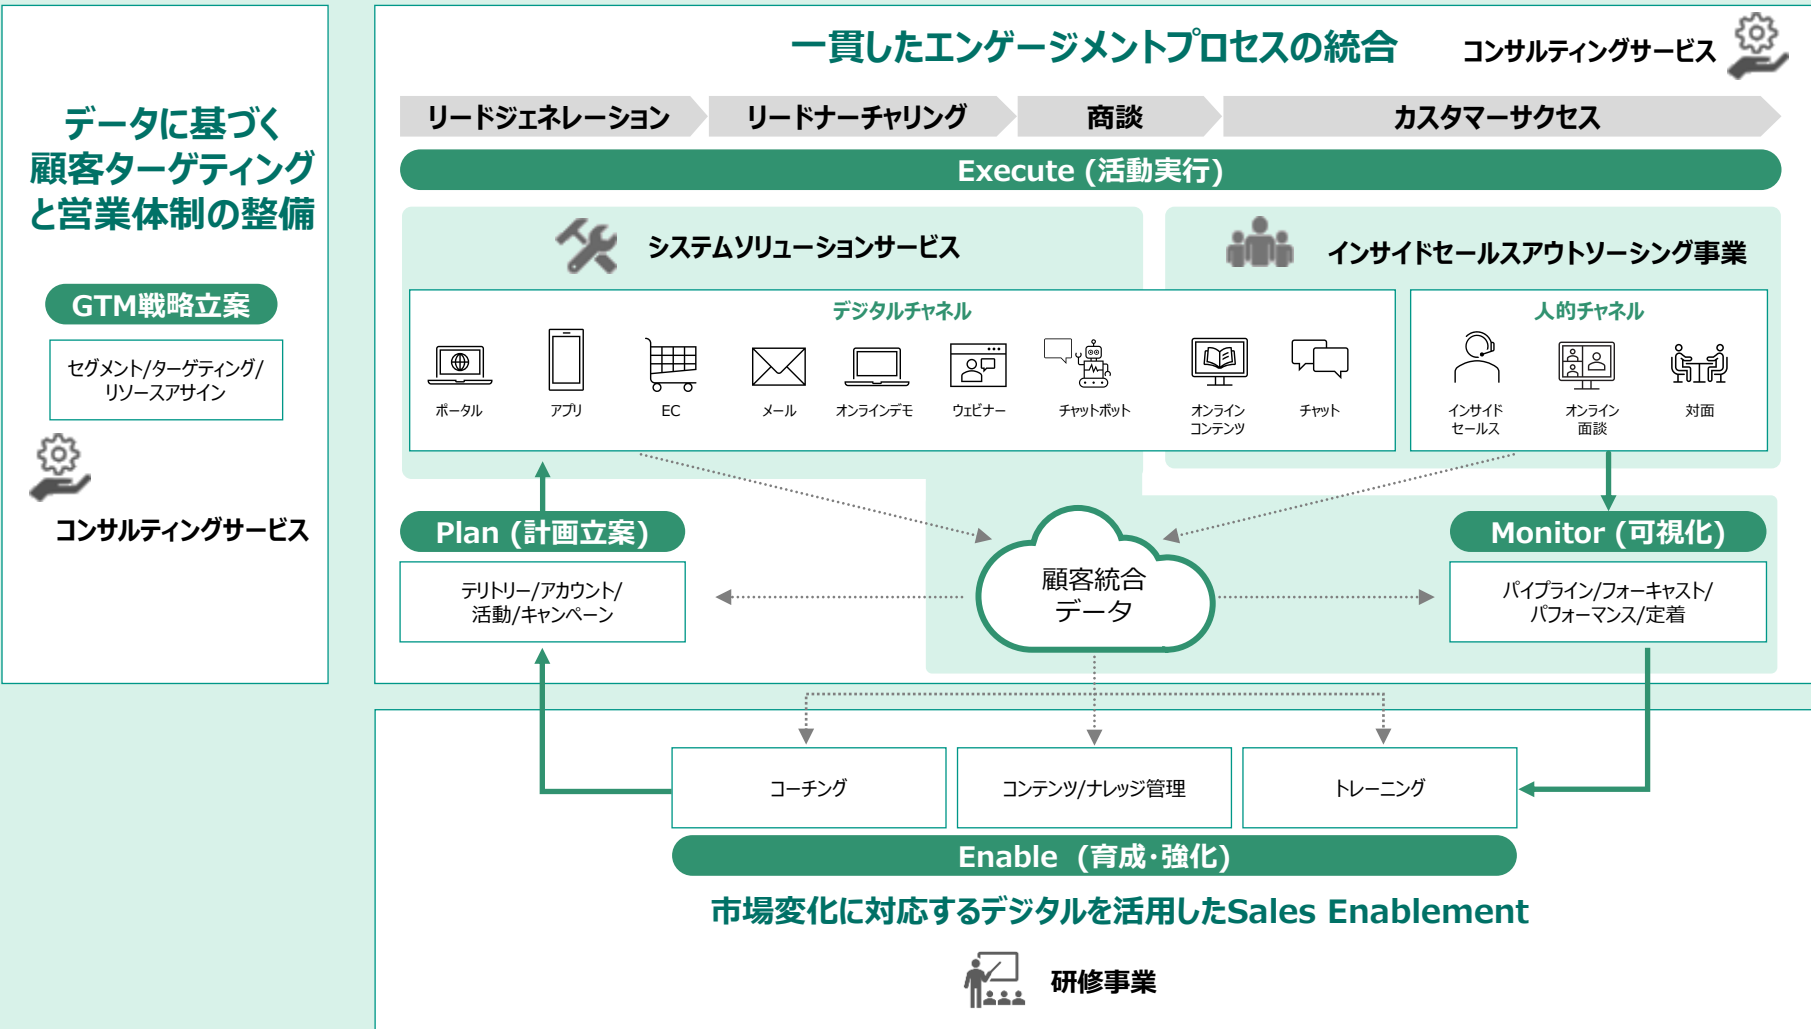 データに基づく
顧客ターゲティング
と営業体制の整備
GTM戦略立案
セグメント/ターゲティング/
リソースアサイン
コンサルティングサービス
一貫したエンゲージメントプロセスの統合
コンサルティングサービス
リードジェネレーション
リードナーチャリング
商談
カスタマーサクセス
Execute (活動実行)
システムソリューションサービス
インサイドセールスアウトソーシング事業
デジタルチャネル
ポータル
アプリ
EC
メール
オンラインデモ
ウェビナー
チャットボット
オンライン
コンテンツ
チャット
人的チャネル
インサイド
セールス
オンライン
面談
対面
Plan (計画立案)
テリトリー/アカウント/
活動/キャンペーン
顧客統合
データ
Monitor (可視化)
パイプライン/フォーキャスト/
パフォーマンス/定着
コーチング
コンテンツ/ナレッジ管理
トレーニング
Enable (育成・強化)
市場変化に対応するデジタルを活用したSales Enablement
研修事業